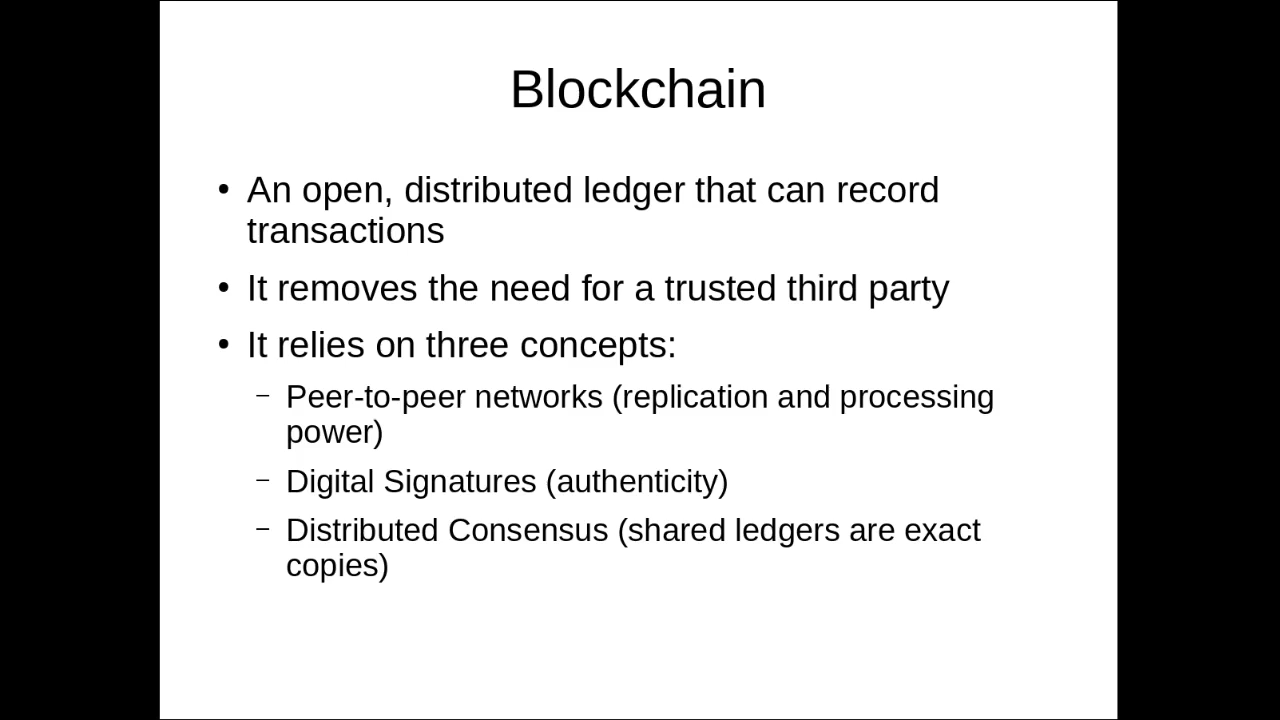 Blockchain
• An open, distributed ledger that can record
transactions
• It removes the need for a trusted third party
• It relies on three concepts:
– Peer-to-peer networks (replication and processing
power)
– Digital Signatures (authenticity)
– Distributed Consensus (shared ledgers are exact
copies)